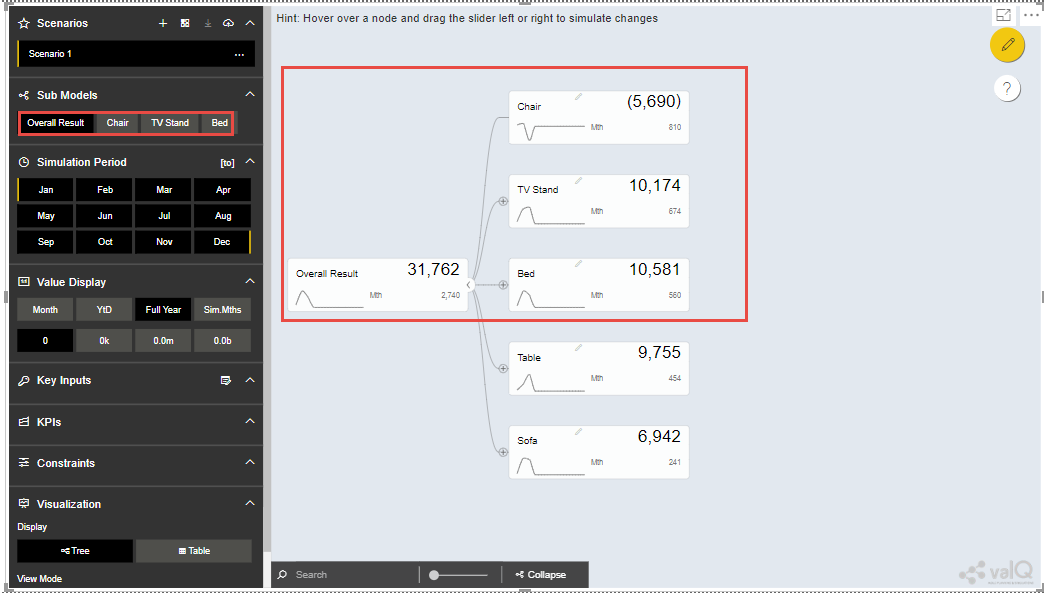 Scenarios
Scenario 1
...
Sub Models
Overall Result Chair TV Stand Bed
Simulation Period [to]
Jan Feb Mar Apr
May Jun Jul Aug
Sep Oct Nov Dec
Value Display
Month YtD Full Year Sim.Mths
0 0k 0.0m 0.0b
Key Inputs
KPIs
Constraints
Visualization
Display
Tree Table
View Mode
Hint: Hover over a node and drag the slider left or right to simulate changes
?
Chair (5,690)
Mth 810
TV Stand 10,174
Mth 674
Overall Result 31,762
Mth 2,740
Bed 10,581
Mth 560
Table 9,755
Mth 454
Sofa 6,942
Mth 241
Search Collapse
valQ